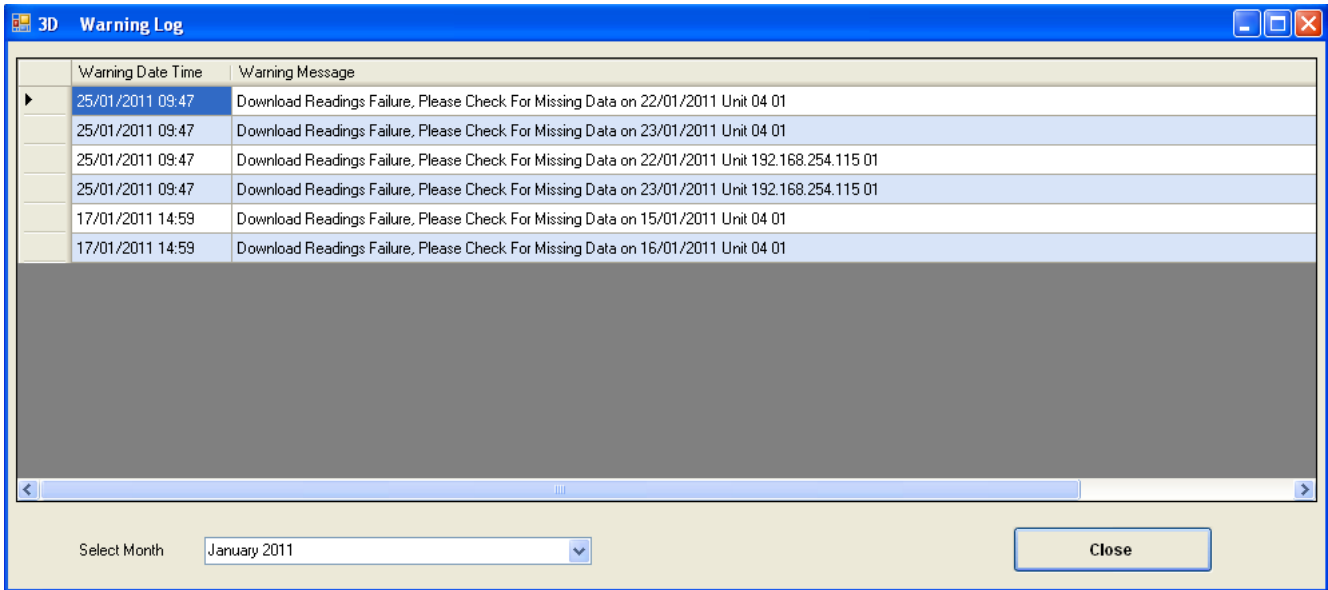 3D Warning Log
Warning Date Time Warning Message
25/01/2011 09:47 Download Readings Failure, Please Check For Missing Data on 22/01/2011 Unit 04 01
25/01/2011 09:47 Download Readings Failure, Please Check For Missing Data on 23/01/2011 Unit 04 01
25/01/2011 09:47 Download Readings Failure, Please Check For Missing Data on 22/01/2011 Unit 192.168.254.115 01
25/01/2011 09:47 Download Readings Failure, Please Check For Missing Data on 23/01/2011 Unit 192.168.254.115 01
17/01/2011 14:59 Download Readings Failure, Please Check For Missing Data on 15/01/2011 Unit 04 01
17/01/2011 14:59 Download Readings Failure, Please Check For Missing Data on 16/01/2011 Unit 04 01
Select Month January 2011 Close